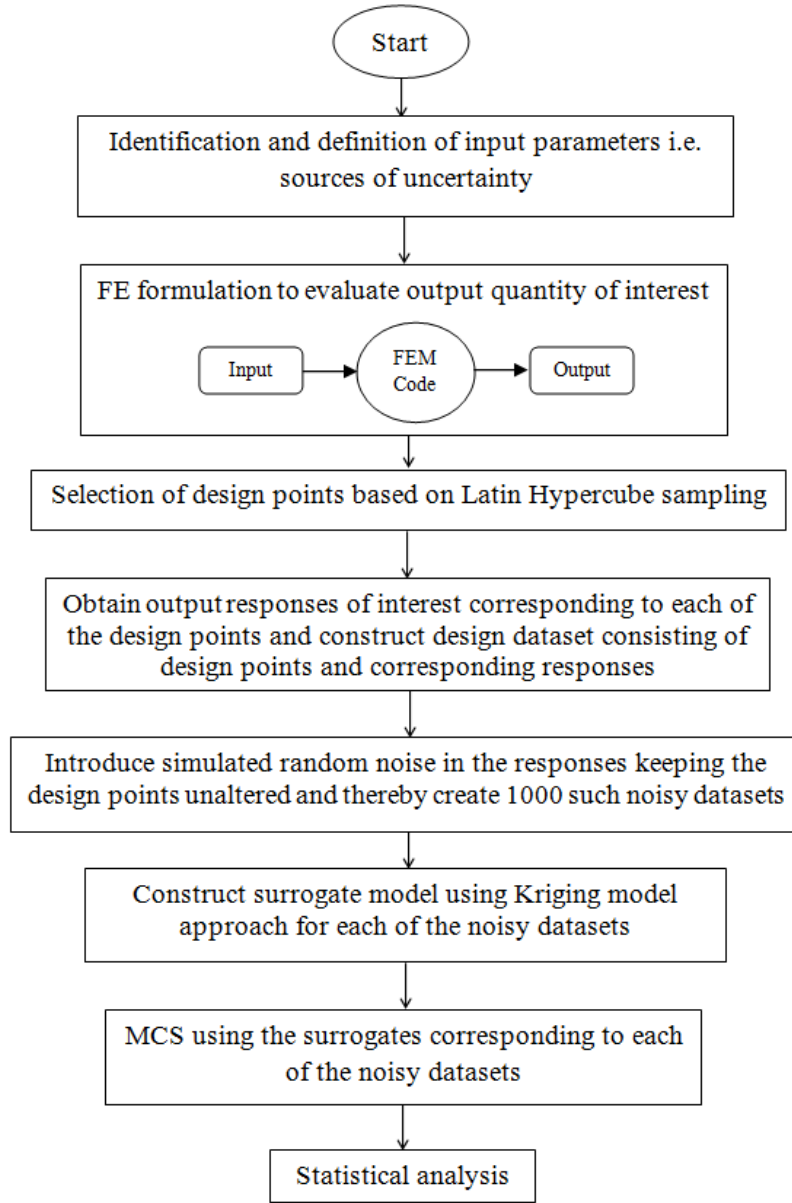 Start
Identification and definition of input parameters i.e.
sources of uncertainty
FE formulation to evaluate output quantity of interest
Input
FEM
Code
Output
Selection of design points based on Latin Hypercube sampling
Obtain output responses of interest corresponding to each of
the design points and construct design dataset consisting of
design points and corresponding responses
Introduce simulated random noise in the responses keeping the
design points unaltered and thereby create 1000 such noisy datasets
Construct surrogate model using Kriging model
approach for each of the noisy datasets
MCS using the surrogates corresponding to each
of the noisy datasets
Statistical analysis